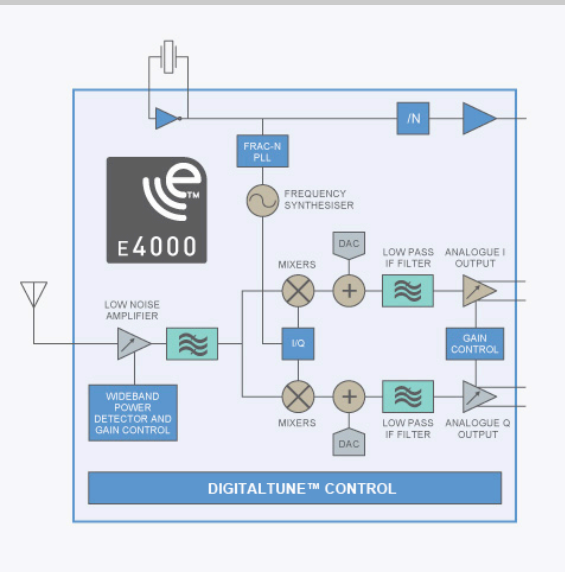 /N
FRAC-N
PLL
e™
E4000
FREQUENCY
SYNTHESISER
DAC
MIXERS
LOW PASS
IF FILTER
ANALOGUE I
OUTPUT
LOW NOISE
AMPLIFIER
I/Q
GAIN
CONTROL
WIDEBAND
POWER
DETECTOR AND
GAIN CONTROL
MIXERS
DAC
LOW PASS
IF FILTER
ANALOGUE Q
OUTPUT
DIGITALTUNE™ CONTROL